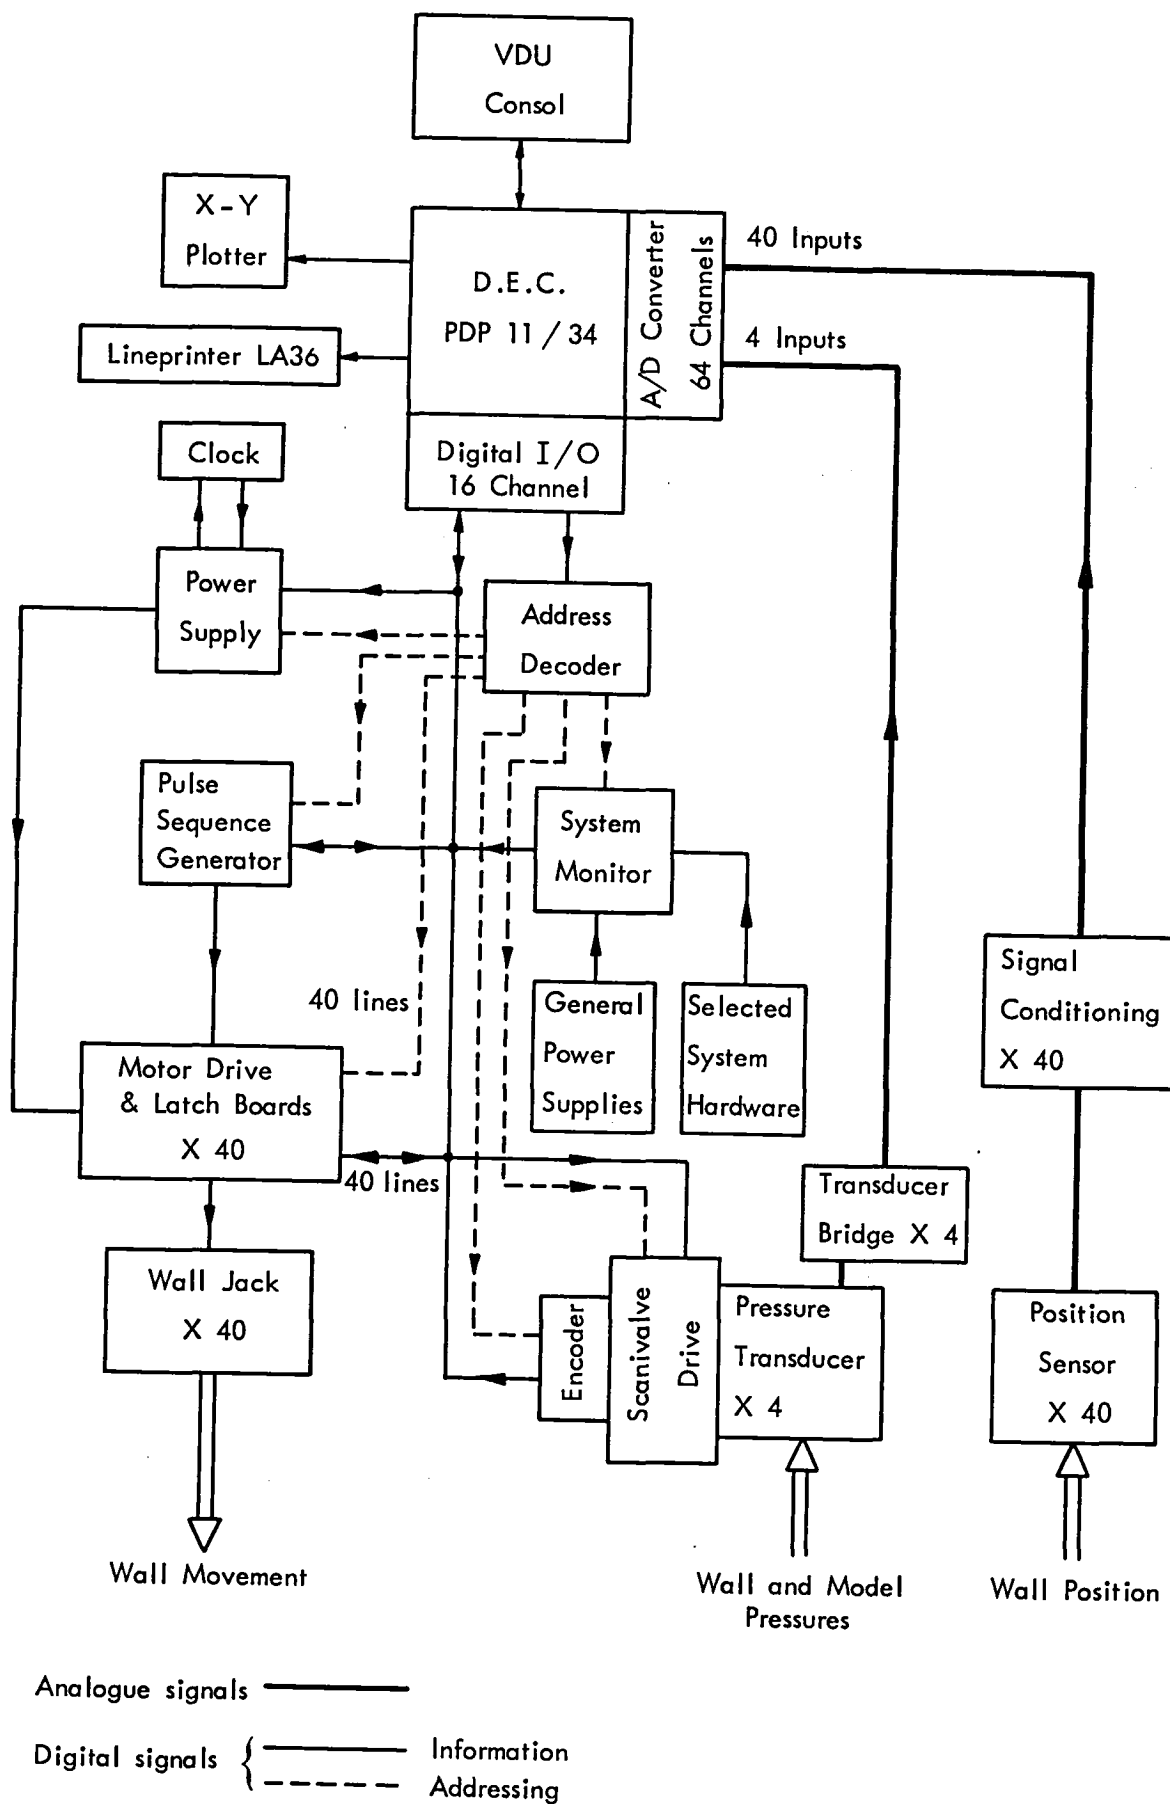 VDU
Consol
X-Y
Plotter
D.E.C.
PDP 11 / 34
A/D Converter
64 Channels
40 Inputs
4 Inputs
Lineprinter LA36
Digital I/O
16 Channel
Clock
Power
Supply
Address
Decoder
Pulse
Sequence
Generator
System
Monitor
40 lines
General
Power
Supplies
Selected
System
Hardware
Signal
Conditioning
X 40
Motor Drive
& Latch Boards
X 40
40 lines
Transducer
Bridge X 4
Wall Jack
X 40
Encoder
Scanivalve
Drive
Pressure
Transducer
X 4
Position
Sensor
X 40
Wall Movement
Wall and Model
Pressures
Wall Position
Analogue signals
Digital signals {
Information
Addressing